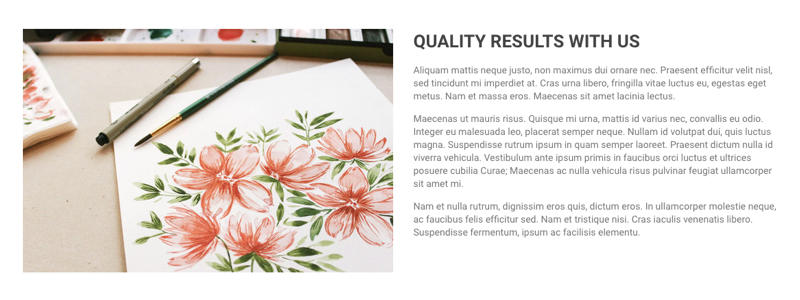 QUALITY RESULTS WITH US
Aliquam mattis neque justo, non maximus dui ornare nec. Praesent efficitur velit nisl,
sed tincidunt mi imperdiet at. Cras urna libero, fringilla vitae luctus eu, egestas eget
metus. Nam et massa eros. Maecenas sit amet lacinia lectus.
Maecenas ut mauris risus. Quisque mi urna, mattis id varius nec, convallis eu odio.
Integer eu malesuada leo, placerat semper neque. Nullam id volutpat dui, quis luctus
magna. Suspendisse rutrum ipsum in quam semper laoreet. Praesent dictum nulla id
viverra vehicula. Vestibulum ante ipsum primis in faucibus orci luctus et ultrices
posuere cubilia Curae; Maecenas ac nulla vehicula risus pulvinar feugiat ullamcorper
sit amet mi.
Nam et nulla rutrum, dignissim eros quis, dictum eros. In ullamcorper molestie neque,
ac faucibus felis efficitur sed. Nam et tristique nisi. Cras iaculis venenatis libero.
Suspendisse fermentum, ipsum ac facilisis elementu.